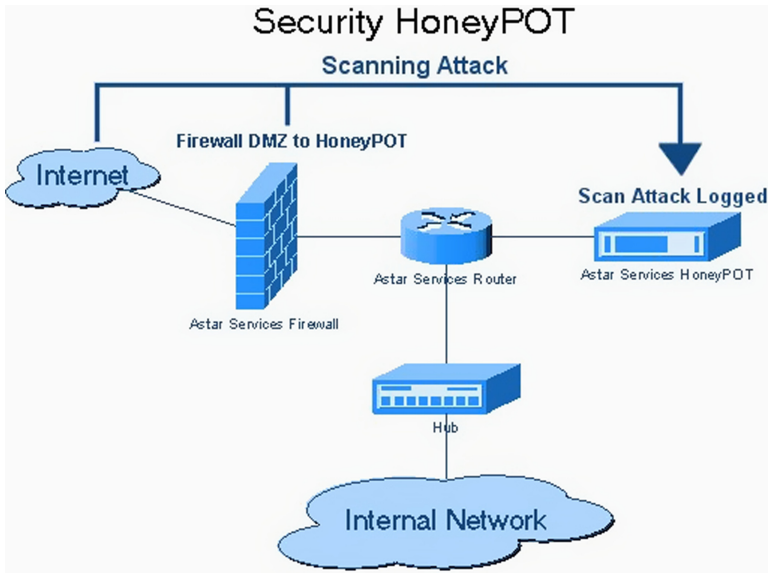 Security HoneyPOT
Scanning Attack
Firewall DMZ to HoneyPOT
Internet
Scan Attack Logged
Astar Services Router
Astar Services HoneyPOT
Astar Services Firewall
Hub
Internal Network